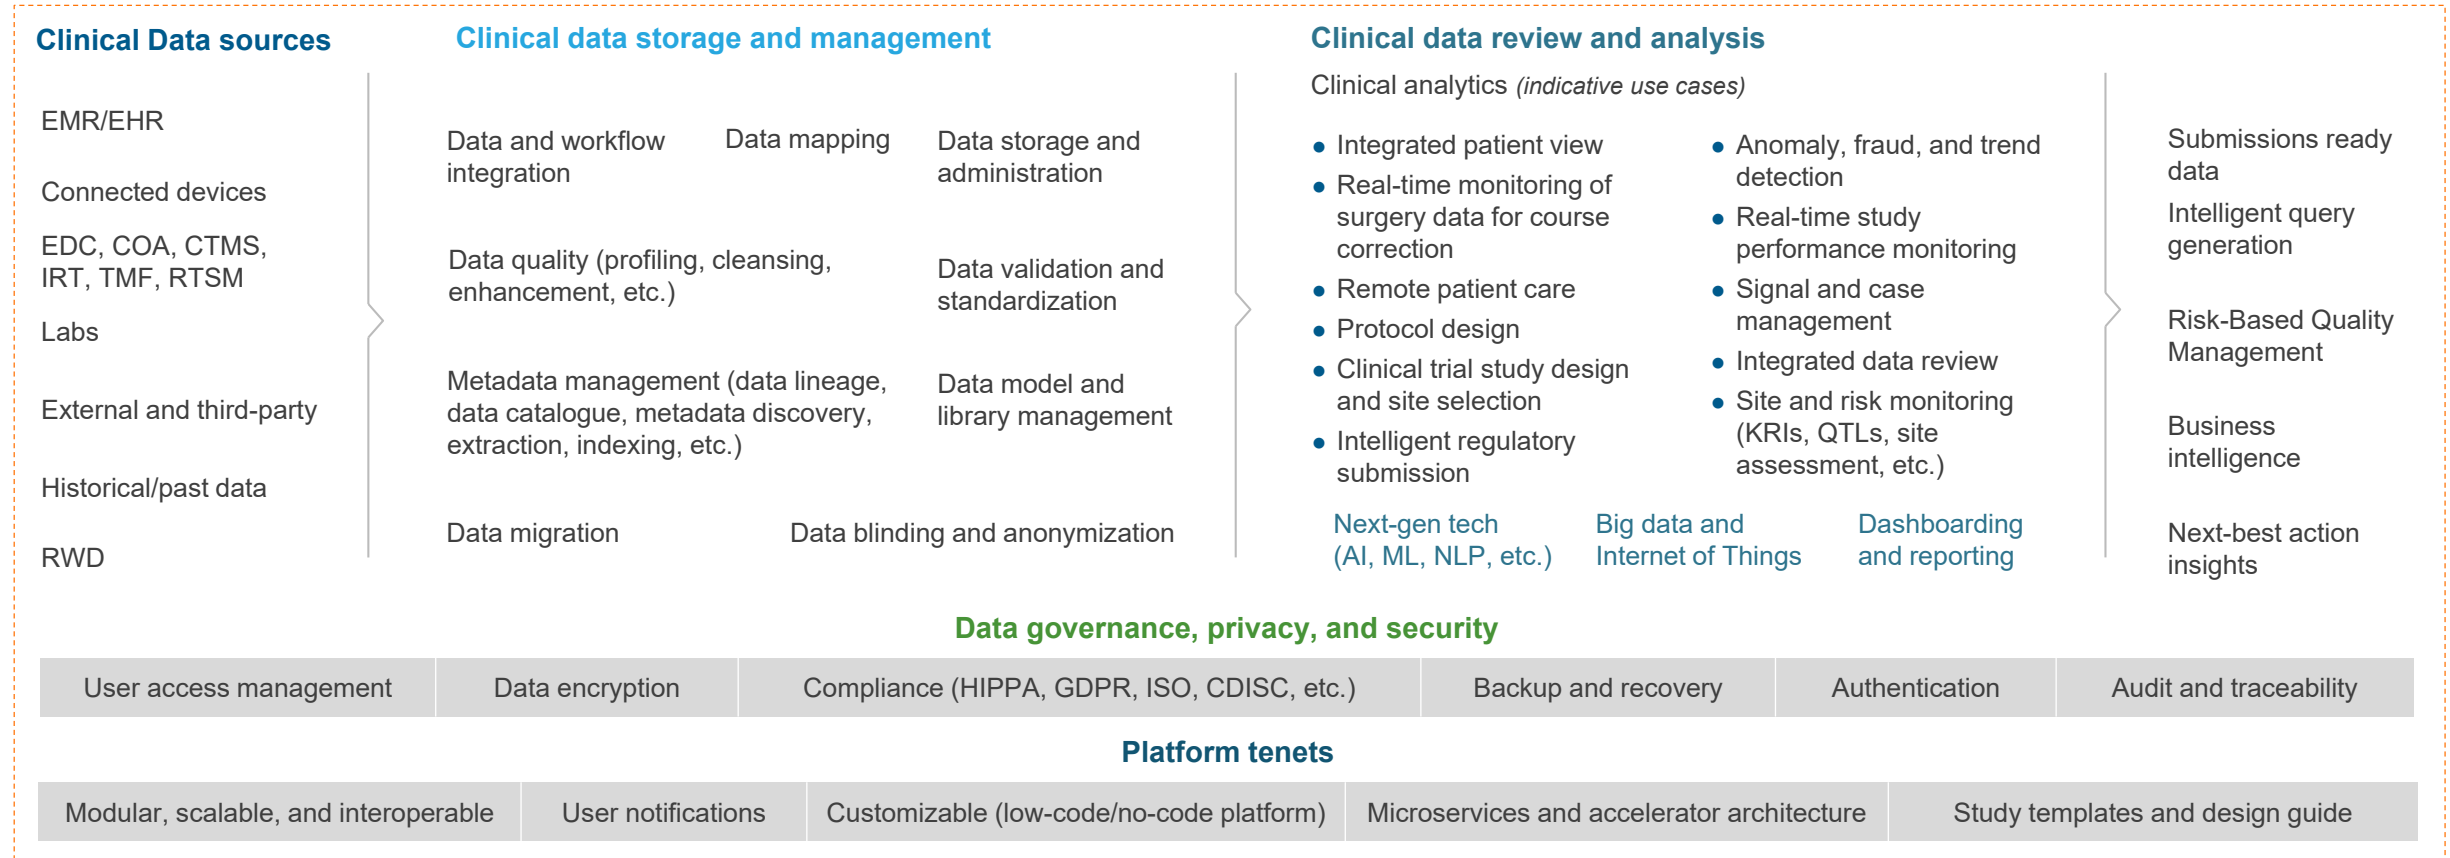 Clinical Data sources
EMR/EHR
Connected devices
EDC, COA, CTMS,
IRT, TMF, RTSM
Labs
External and third-party
Historical/past data
RWD
Clinical data storage and management
Data and workflow
integration
Data mapping
Data storage and
administration
Data quality (profiling, cleansing,
enhancement, etc.)
Data validation and
standardization
Metadata management (data lineage,
data catalogue, metadata discovery,
extraction, indexing, etc.)
Data model and
library management
Data migration
Data blinding and anonymization
Clinical data review and analysis
Clinical analytics (indicative use cases)
● Integrated patient view
● Real-time monitoring of
surgery data for course
correction
● Remote patient care
● Protocol design
● Clinical trial study design
and site selection
● Intelligent regulatory
submission
● Anomaly, fraud, and trend
detection
● Real-time study
performance monitoring
● Signal and case
management
● Integrated data review
● Site and risk monitoring
(KRIs, QTLs, site
assessment, etc.)
Next-gen tech
(AI, ML, NLP, etc.)
Big data and
Internet of Things
Dashboarding
and reporting
Submissions ready
data
Intelligent query
generation
Risk-Based Quality
Management
Business
intelligence
Next-best action
insights
Data governance, privacy, and security
User access management
Data encryption
Compliance (HIPPA, GDPR, ISO, CDISC, etc.)
Backup and recovery
Authentication
Audit and traceability
Platform tenets
Modular, scalable, and interoperable
User notifications
Customizable (low-code/no-code platform)
Microservices and accelerator architecture
Study templates and design guide